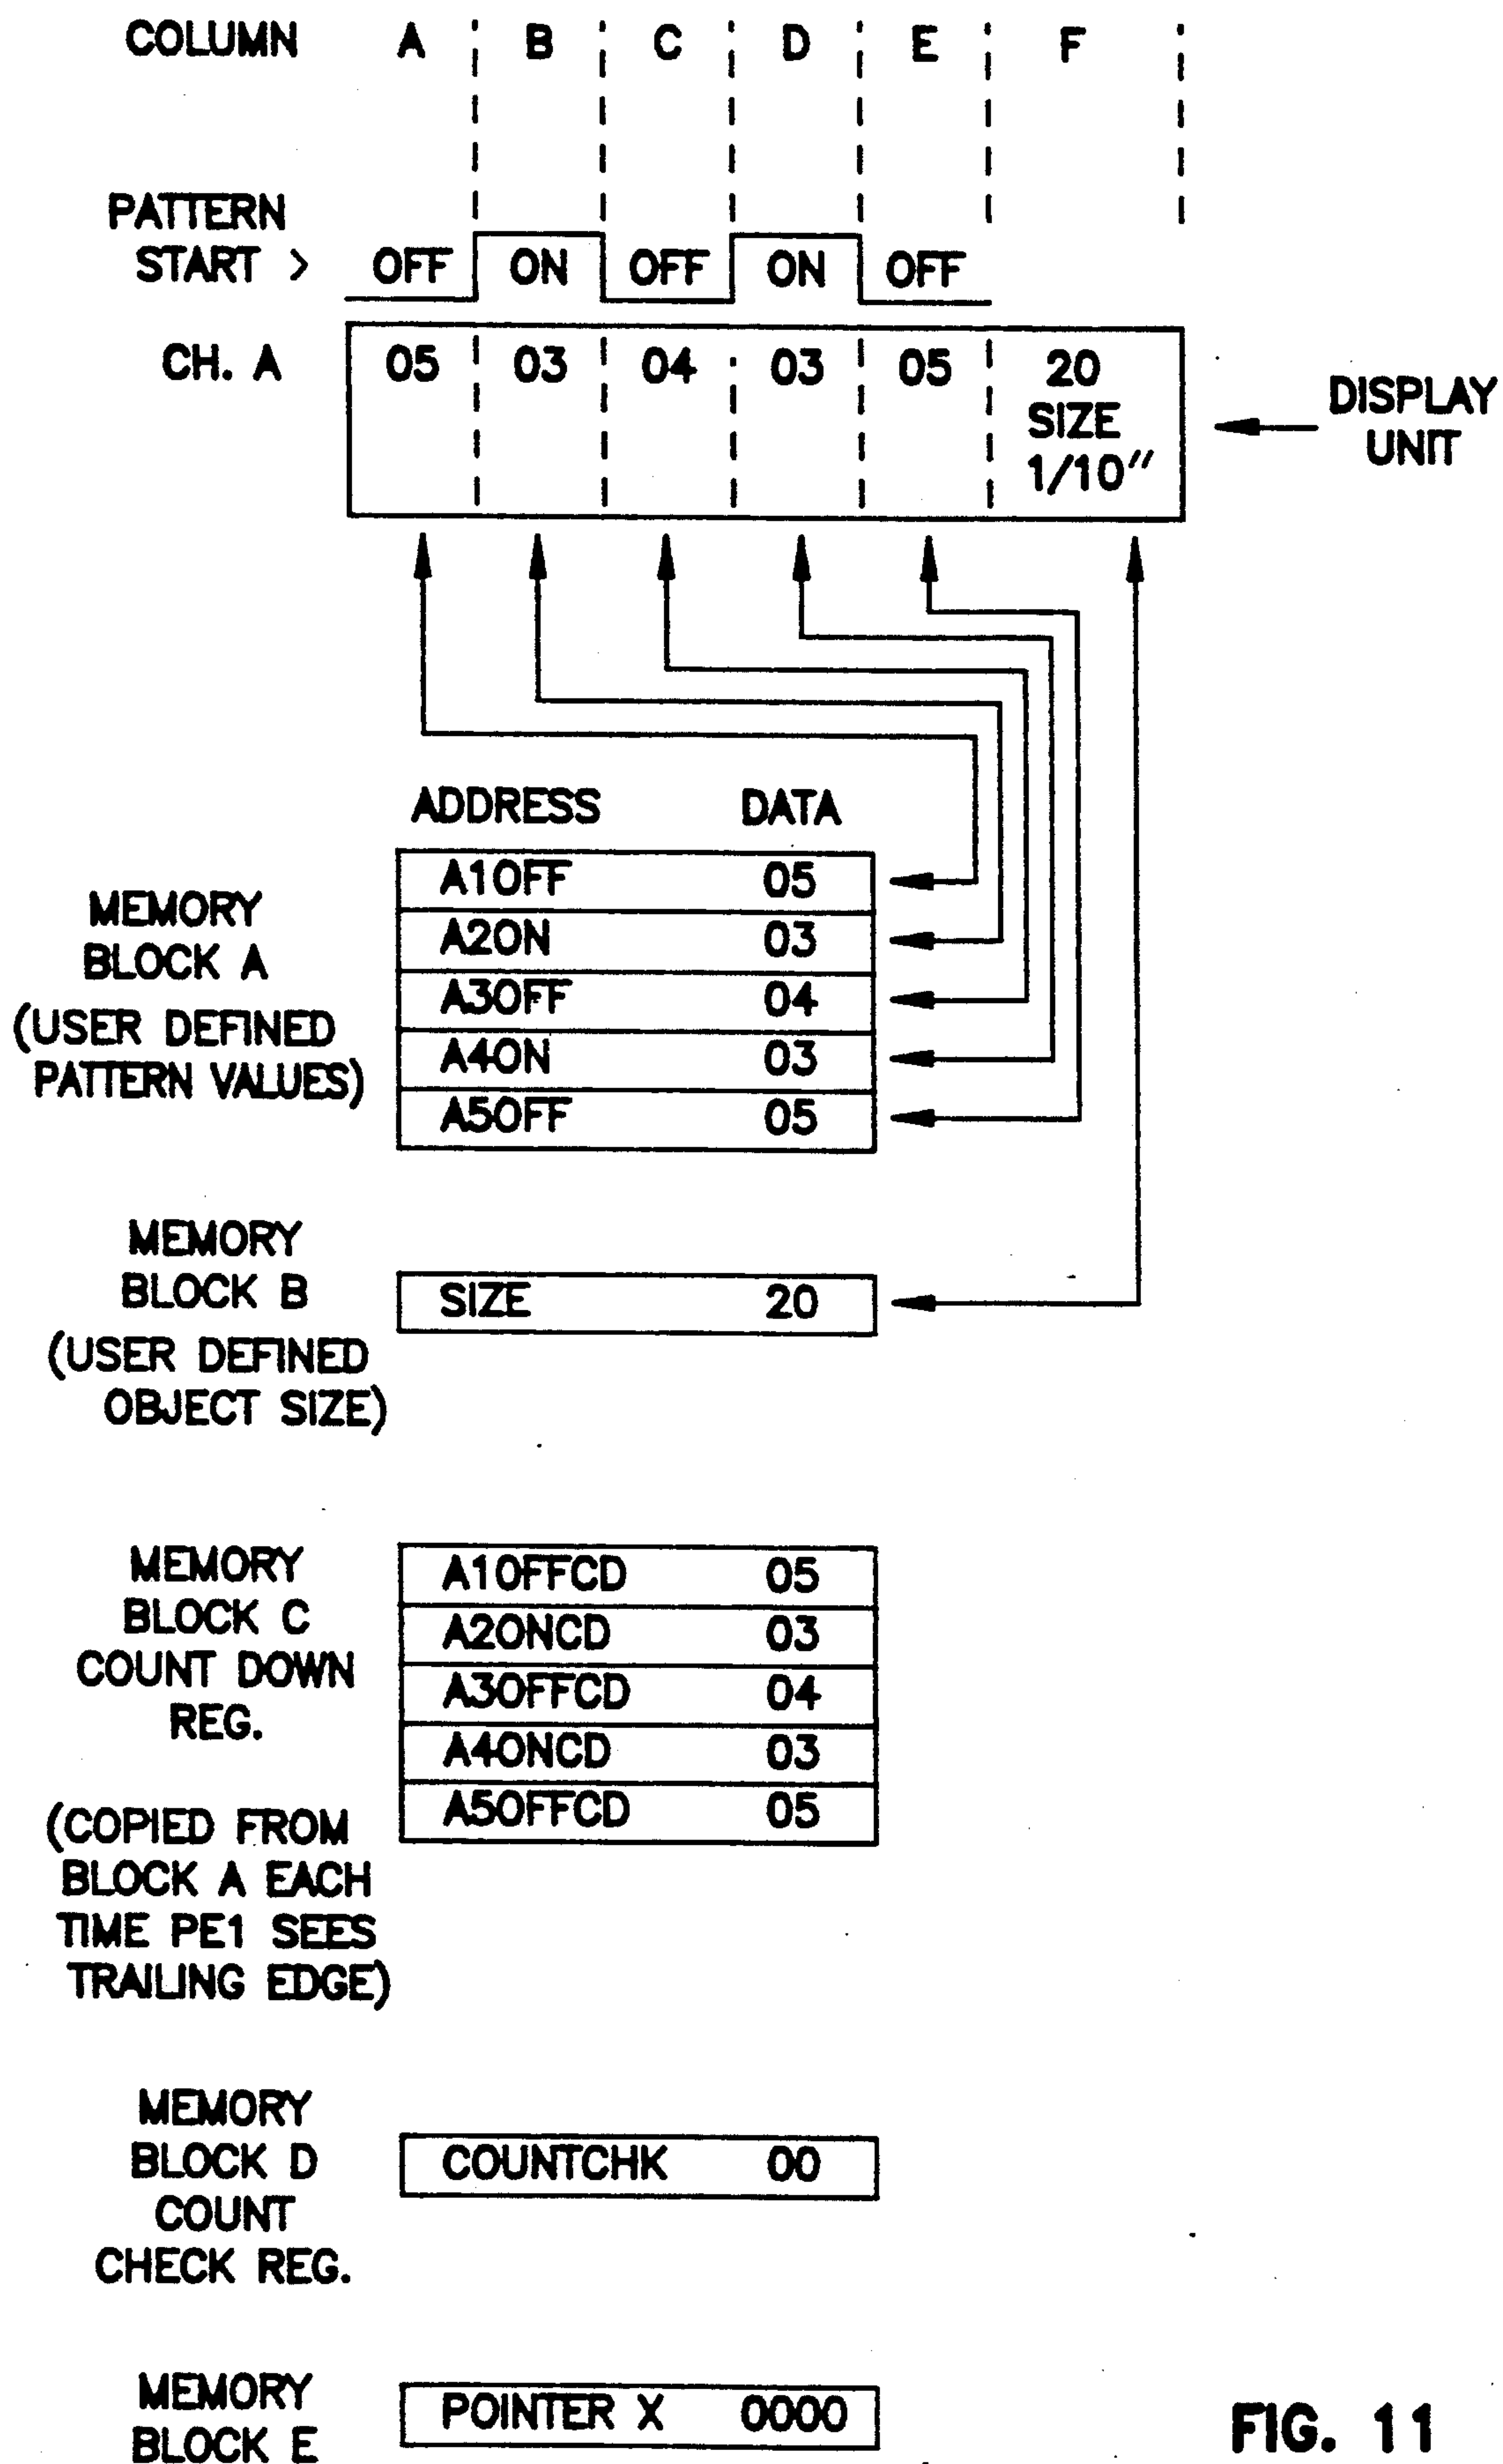 COLUMN A B C D E F
PATTERN
START > OFF ON OFF ON OFF
CH. A 05 03 04 03 05 20
SIZE
1/10"
DISPLAY
UNIT
ADDRESS DATA
MEMORY
BLOCK A
(USER DEFINED
PATTERN VALUES)
A1OFF 05
A2ON 03
A3OFF 04
A4ON 03
A5OFF 05
MEMORY
BLOCK B
(USER DEFINED
OBJECT SIZE)
SIZE 20
MEMORY
BLOCK C
COUNT DOWN
REG.
(COPIED FROM
BLOCK A EACH
TIME PE1 SEES
TRAILING EDGE)
A1OFFCD 05
A2ONCD 03
A3OFFCD 04
A4ONCD 03
A5OFFCD 05
MEMORY
BLOCK D
COUNT
CHECK REG.
COUNTCHK 00
MEMORY
BLOCK E
POINTER X 0000
FIG. 11